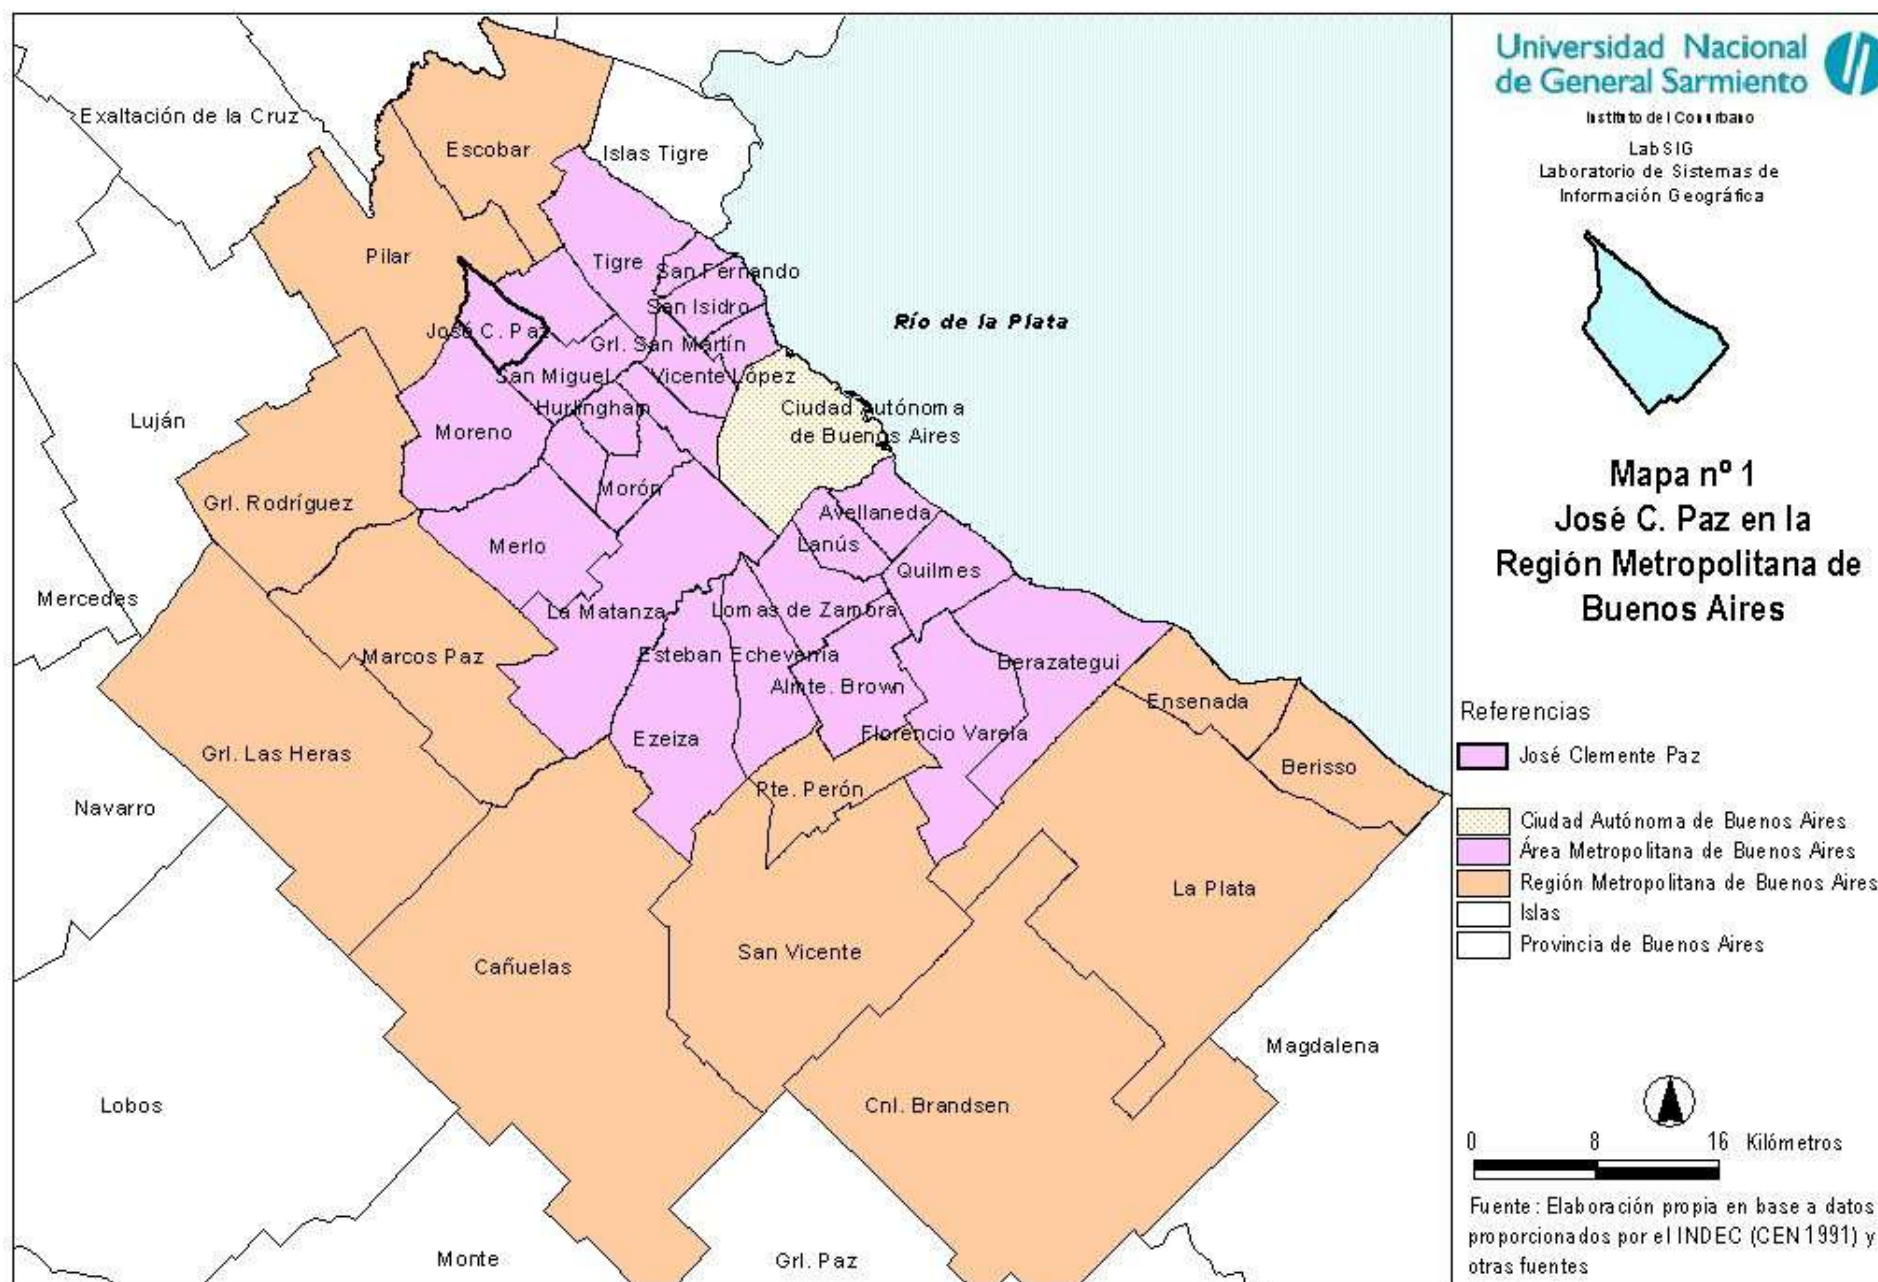 Exaltación de la Cruz
Escobar
Islas Tigre
Pilar
Tigre
San Fernando
San Isidro
José C. Paz
Grl. San Martín
San Miguel
Vicente López
Hurlingham
Río de la Plata
Ciudad Autónoma
de Buenos Aires
Luján
Moreno
Grl. Rodríguez
Morón
Avellaneda
Merlo
Lanús
Quilmes
Mercedes
La Matanza
Lomas de Zamora
Marcos Paz
Esteban Echeverria
Almte. Brown
Berazategui
Ensenada
Grl. Las Heras
Ezeiza
Florencio Varela
Berisso
Navarro
Pte. Perón
La Plata
Cañuelas
San Vicente
Magdalena
Lobos
Cnl. Brandsen
Monte
Grl. Paz
Universidad Nacional
de General Sarmiento
Instituto del Conurbano
LabSIG
Laboratorio de Sistemas de
Información Geográfica
Mapa nº 1
José C. Paz en la
Región Metropolitana de
Buenos Aires
Referencias
José Clemente Paz
Ciudad Autónoma de Buenos Aires
Área Metropolitana de Buenos Aires
Región Metropolitana de Buenos Aires
Islas
Provincia de Buenos Aires
0 8 16 Kilómetros
Fuente: Elaboración propia en base a datos
proporcionados por el INDEC (CEN 1991) y
otras fuentes